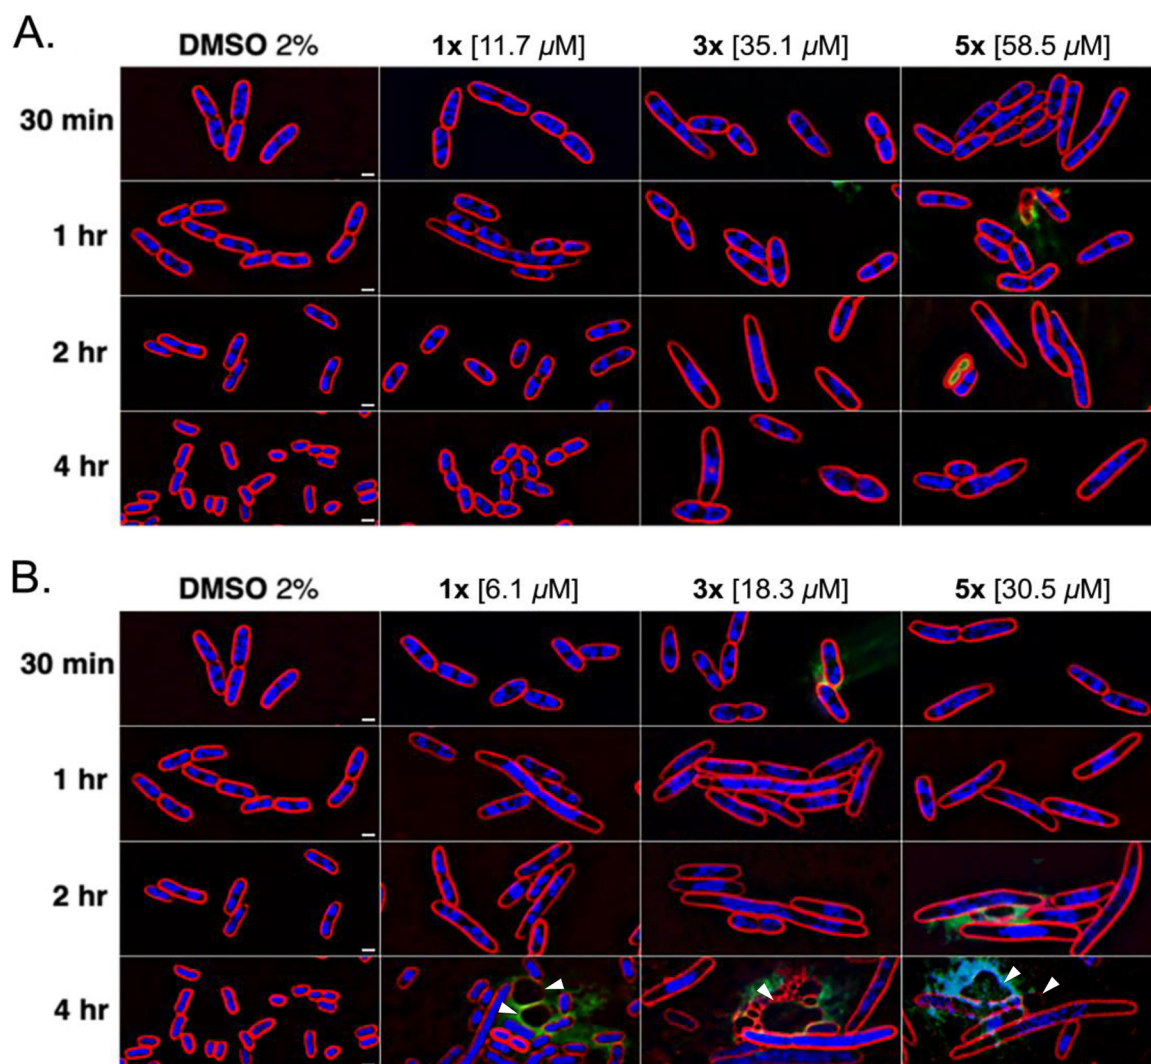 A.
DMSO 2% 1x [11.7 µM] 3x [35.1 µM] 5x [58.5 µM]
30 min
1 hr
2 hr
4 hr
B.
DMSO 2% 1x [6.1 µM] 3x [18.3 µM] 5x [30.5 µM]
30 min
1 hr
2 hr
4 hr